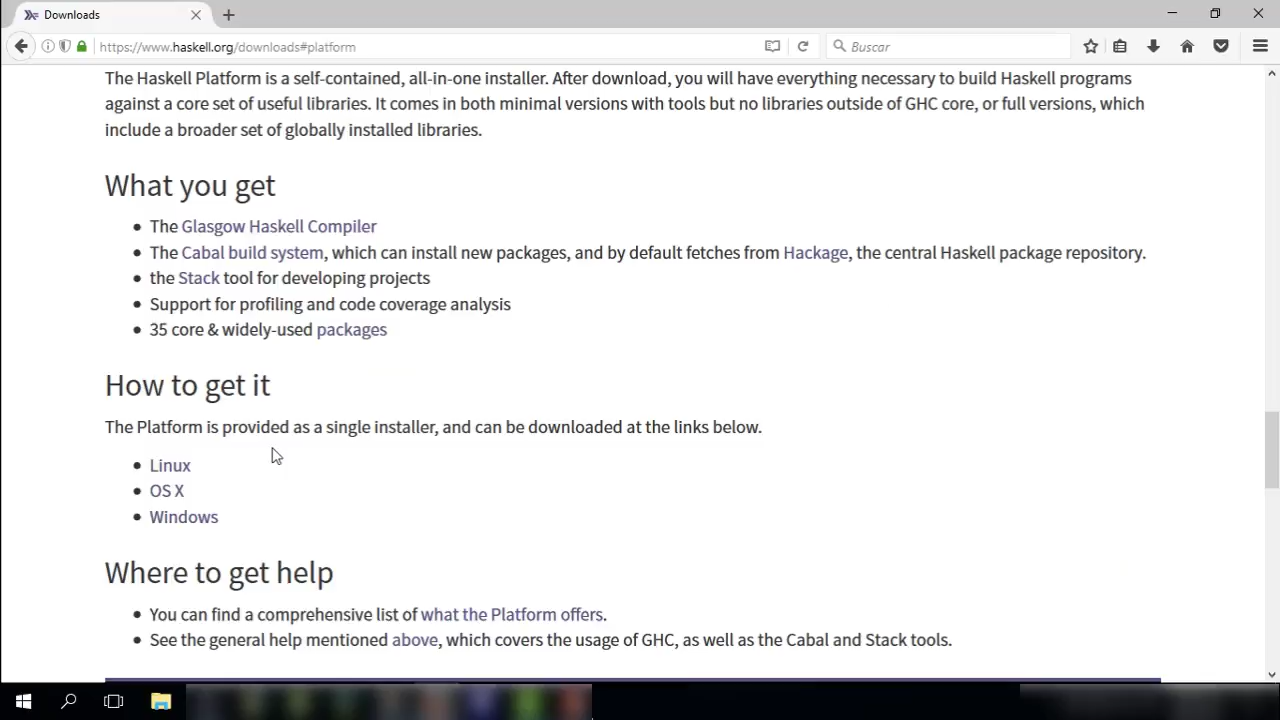 Downloads
https://www.haskell.org/downloads#platform
Buscar
The Haskell Platform is a self-contained, all-in-one installer. After download, you will have everything necessary to build Haskell programs
against a core set of useful libraries. It comes in both minimal versions with tools but no libraries outside of GHC core, or full versions, which
include a broader set of globally installed libraries.
What you get
The Glasgow Haskell Compiler
The Cabal build system, which can install new packages, and by default fetches from Hackage, the central Haskell package repository.
the Stack tool for developing projects
Support for profiling and code coverage analysis
35 core & widely-used packages
How to get it
The Platform is provided as a single installer, and can be downloaded at the links below.
Linux
OS X
Windows
Where to get help
You can find a comprehensive list of what the Platform offers.
See the general help mentioned above, which covers the usage of GHC, as well as the Cabal and Stack tools.